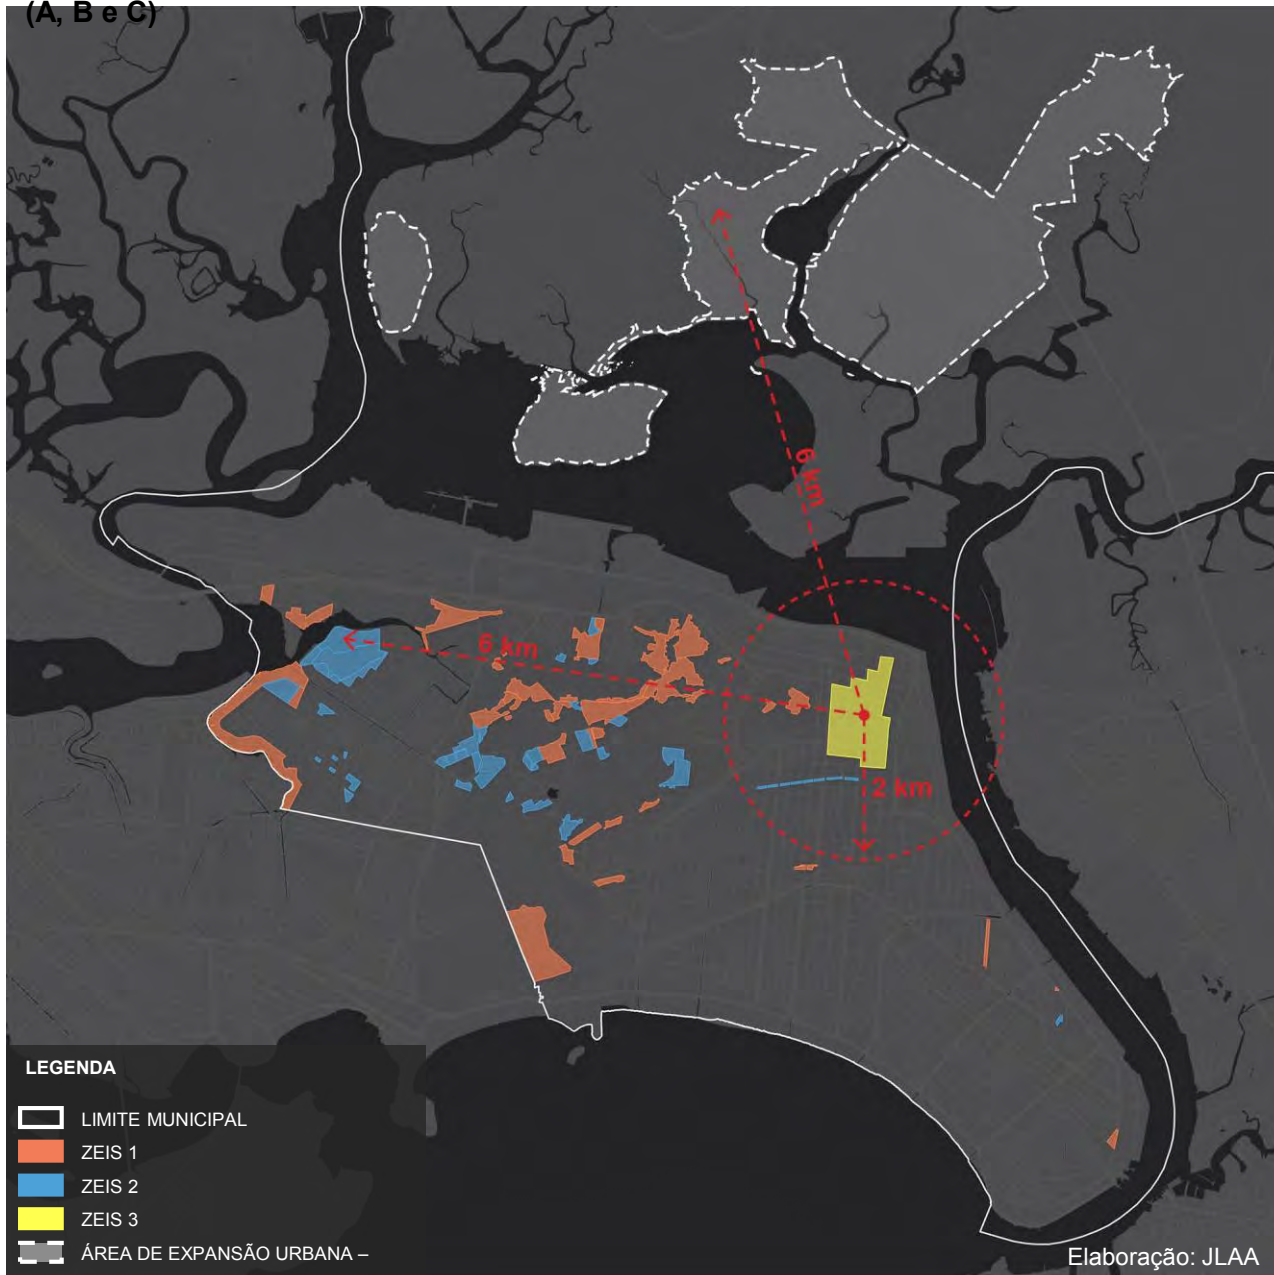 (A, B e C)
6 km
6 km
2 km
LEGENDA
LIMITE MUNICIPAL
ZEIS 1
ZEIS 2
ZEIS 3
ÁREA DE EXPANSÃO URBANA –
Elaboração: JLAA